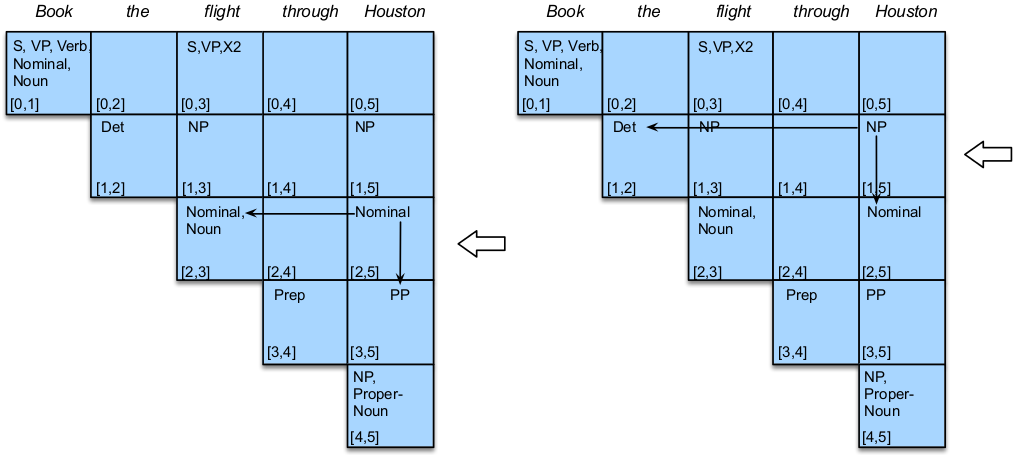 Book the flight through Houston
S, VP, Verb, S,VP,X2
Nominal,
Noun
[0,1] [0,2] [0,3] [0,4] [0,5]
Det NP NP
[1,2] [1,3] [1,4] [1,5]
Nominal, Nominal
Noun
[2,3] [2,4] [2,5]
Prep PP
[3,4] [3,5]
NP,
Proper-
Noun
[4,5]
Book the flight through Houston
S, VP, Verb, S,VP,X2
Nominal,
Noun
[0,1] [0,2] [0,3] [0,4] [0,5]
Det NP NP
[1,2] [1,3] [1,4] [1,5]
Nominal, Nominal
Noun
[2,3] [2,4] [2,5]
Prep PP
[3,4] [3,5]
NP,
Proper-
Noun
[4,5]